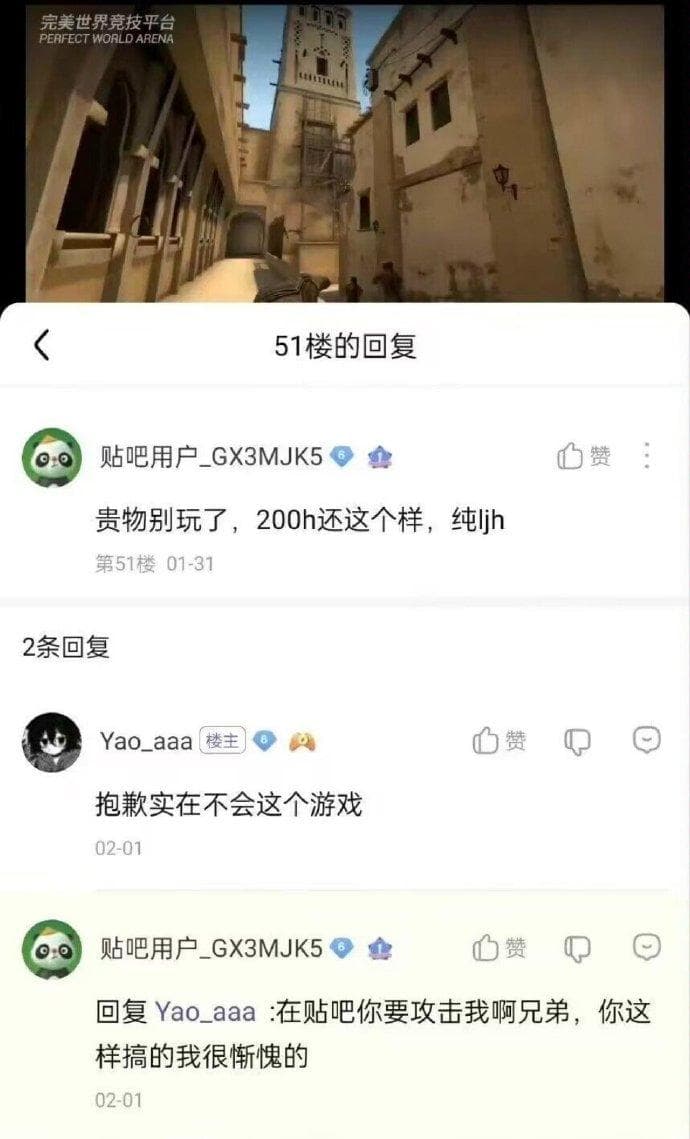 完美世界竞技平台
PERFECT WORLD ARENA
51楼的回复
贴吧用户_GX3MJK5 6 1 赞
贵物别玩了，200h还这个样，纯ljh
第51楼 01-31
2条回复
Yao_aaa 楼主 6 赞
抱歉实在不会这个游戏
02-01
贴吧用户_GX3MJK5 6 1 赞
回复 Yao_aaa :在贴吧你要攻击我啊兄弟，你这
样搞的我很惭愧的
02-01